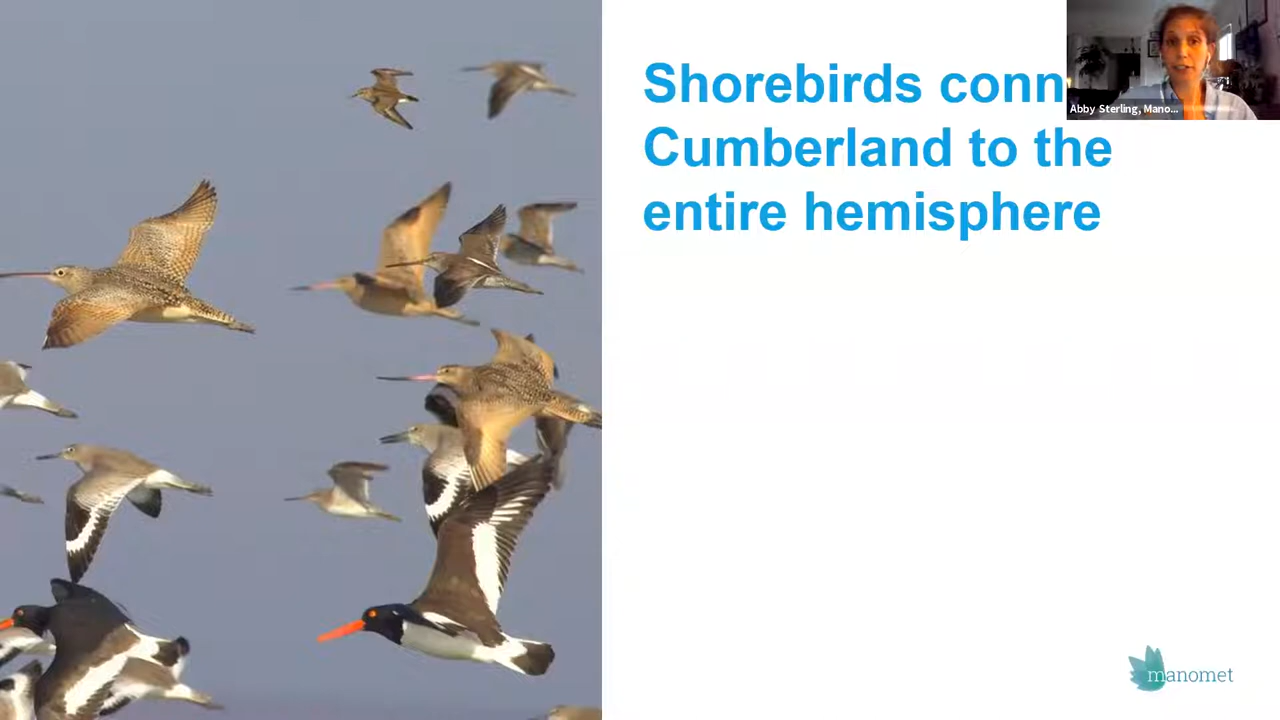 Shorebirds conn
Cumberland to the
entire hemisphere
Abby Sterling, Mano...
manomet